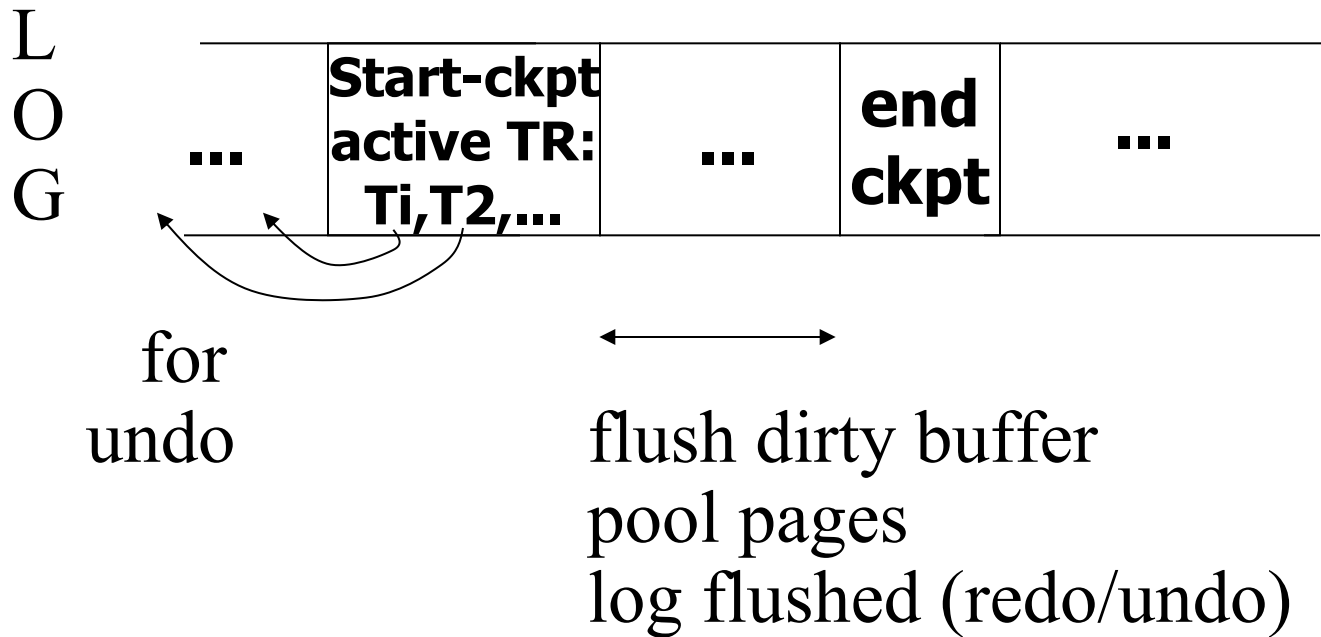 L
O
G
...
Start-ckpt
active TR:
Ti,T2,...
...
end
ckpt
...
for
undo
flush dirty buffer
pool pages
log flushed (redo/undo)